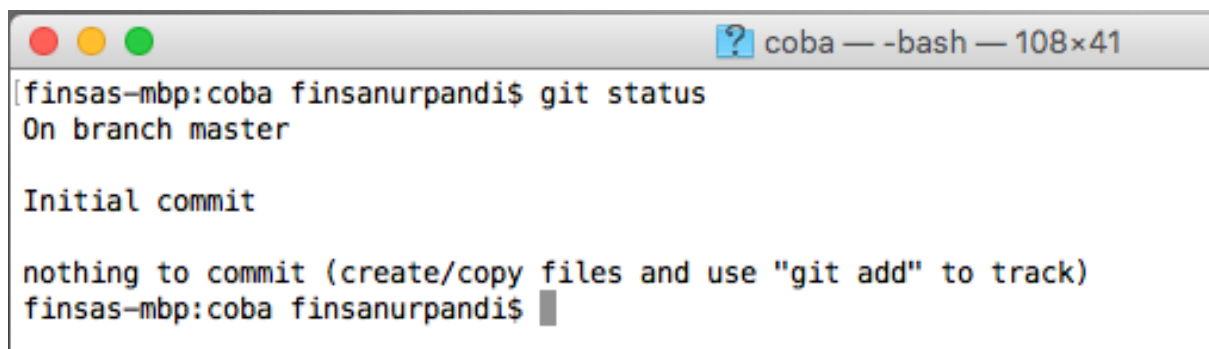 coba — -bash — 108×41
[finsas-mbp:coba finsanurpandi$ git status
On branch master
Initial commit
nothing to commit (create/copy files and use "git add" to track)
finsas-mbp:coba finsanurpandi$